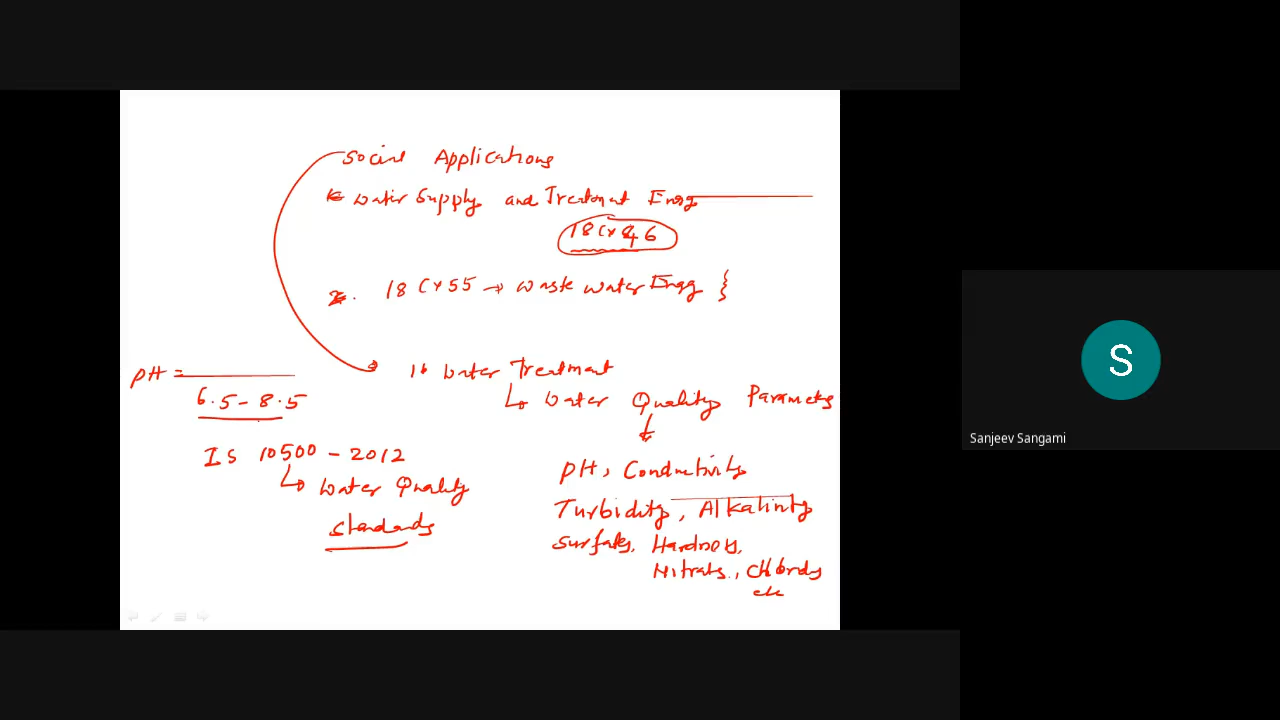 Social Applications
Water Supply and Treatment Engg
18CV46
2. 18CV55 → Waste water Engg }
1) Water Treatment
Water Quality Parameters
pH =
6.5 - 8.5
IS 10500 - 2012
Water Quality
Standards
pH, Conductivity
Turbidity, Alkalinity
Surfates, Hardness,
Nitrates, Chlorides
etc
S
Sanjeev Sangami